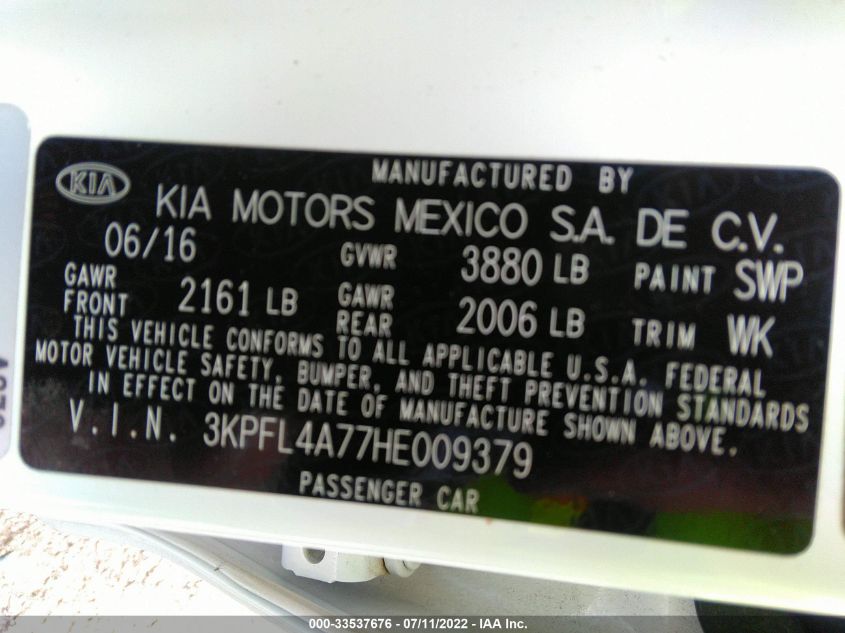 MANUFACTURED BY
KIA KIA MOTORS MEXICO S.A. DE C.V.
06/16 GVWR 3880 LB PAINT SWP
GAWR FRONT 2161 LB GAWR REAR 2006 LB TRIM WK
THIS VEHICLE CONFORMS TO ALL APPLICABLE U.S.A. FEDERAL
MOTOR VEHICLE SAFETY, BUMPER, AND THEFT PREVENTION STANDARDS
IN EFFECT ON THE DATE OF MANUFACTURE SHOWN ABOVE.
V.I.N. 3KPFL4A77HE009379
PASSENGER CAR
000-33537676 - 07/11/2022 - IAA Inc.